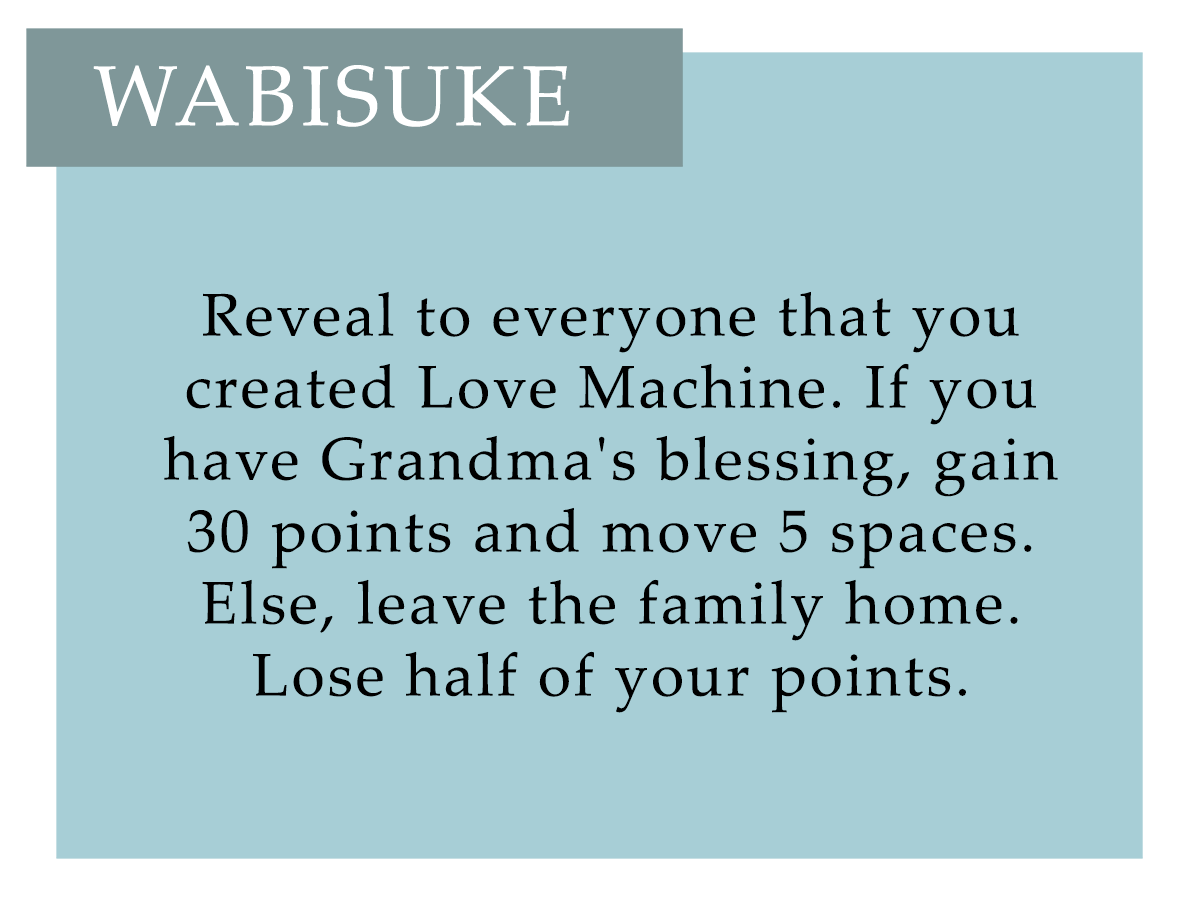 WABISUKE
Reveal to everyone that you
created Love Machine. If you
have Grandma's blessing, gain
30 points and move 5 spaces.
Else, leave the family home.
Lose half of your points.